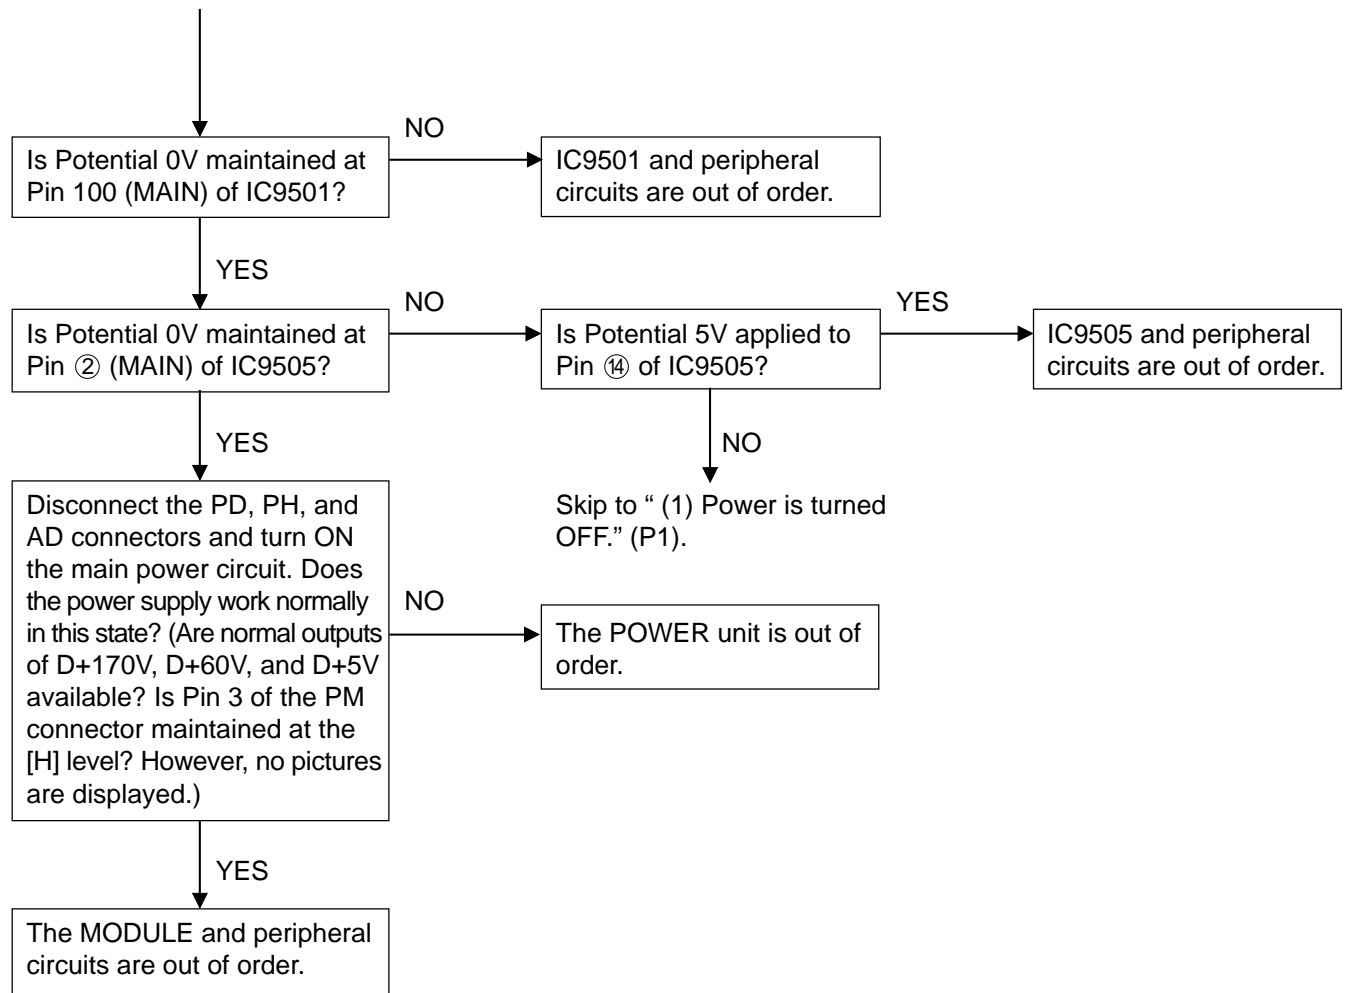 NO
Is Potential 0V maintained at
Pin 100 (MAIN) of IC9501?
IC9501 and peripheral
circuits are out of order.
YES
NO
YES
Is Potential 0V maintained at
Pin ② (MAIN) of IC9505?
Is Potential 5V applied to
Pin ⑭ of IC9505?
IC9505 and peripheral
circuits are out of order.
YES
NO
Disconnect the PD, PH, and
AD connectors and turn ON
the main power circuit. Does
the power supply work normally
in this state? (Are normal outputs
of D+170V, D+60V, and D+5V
available? Is Pin 3 of the PM
connector maintained at the
[H] level? However, no pictures
are displayed.)
Skip to “ (1) Power is turned
OFF.” (P1).
NO
The POWER unit is out of
order.
YES
The MODULE and peripheral
circuits are out of order.